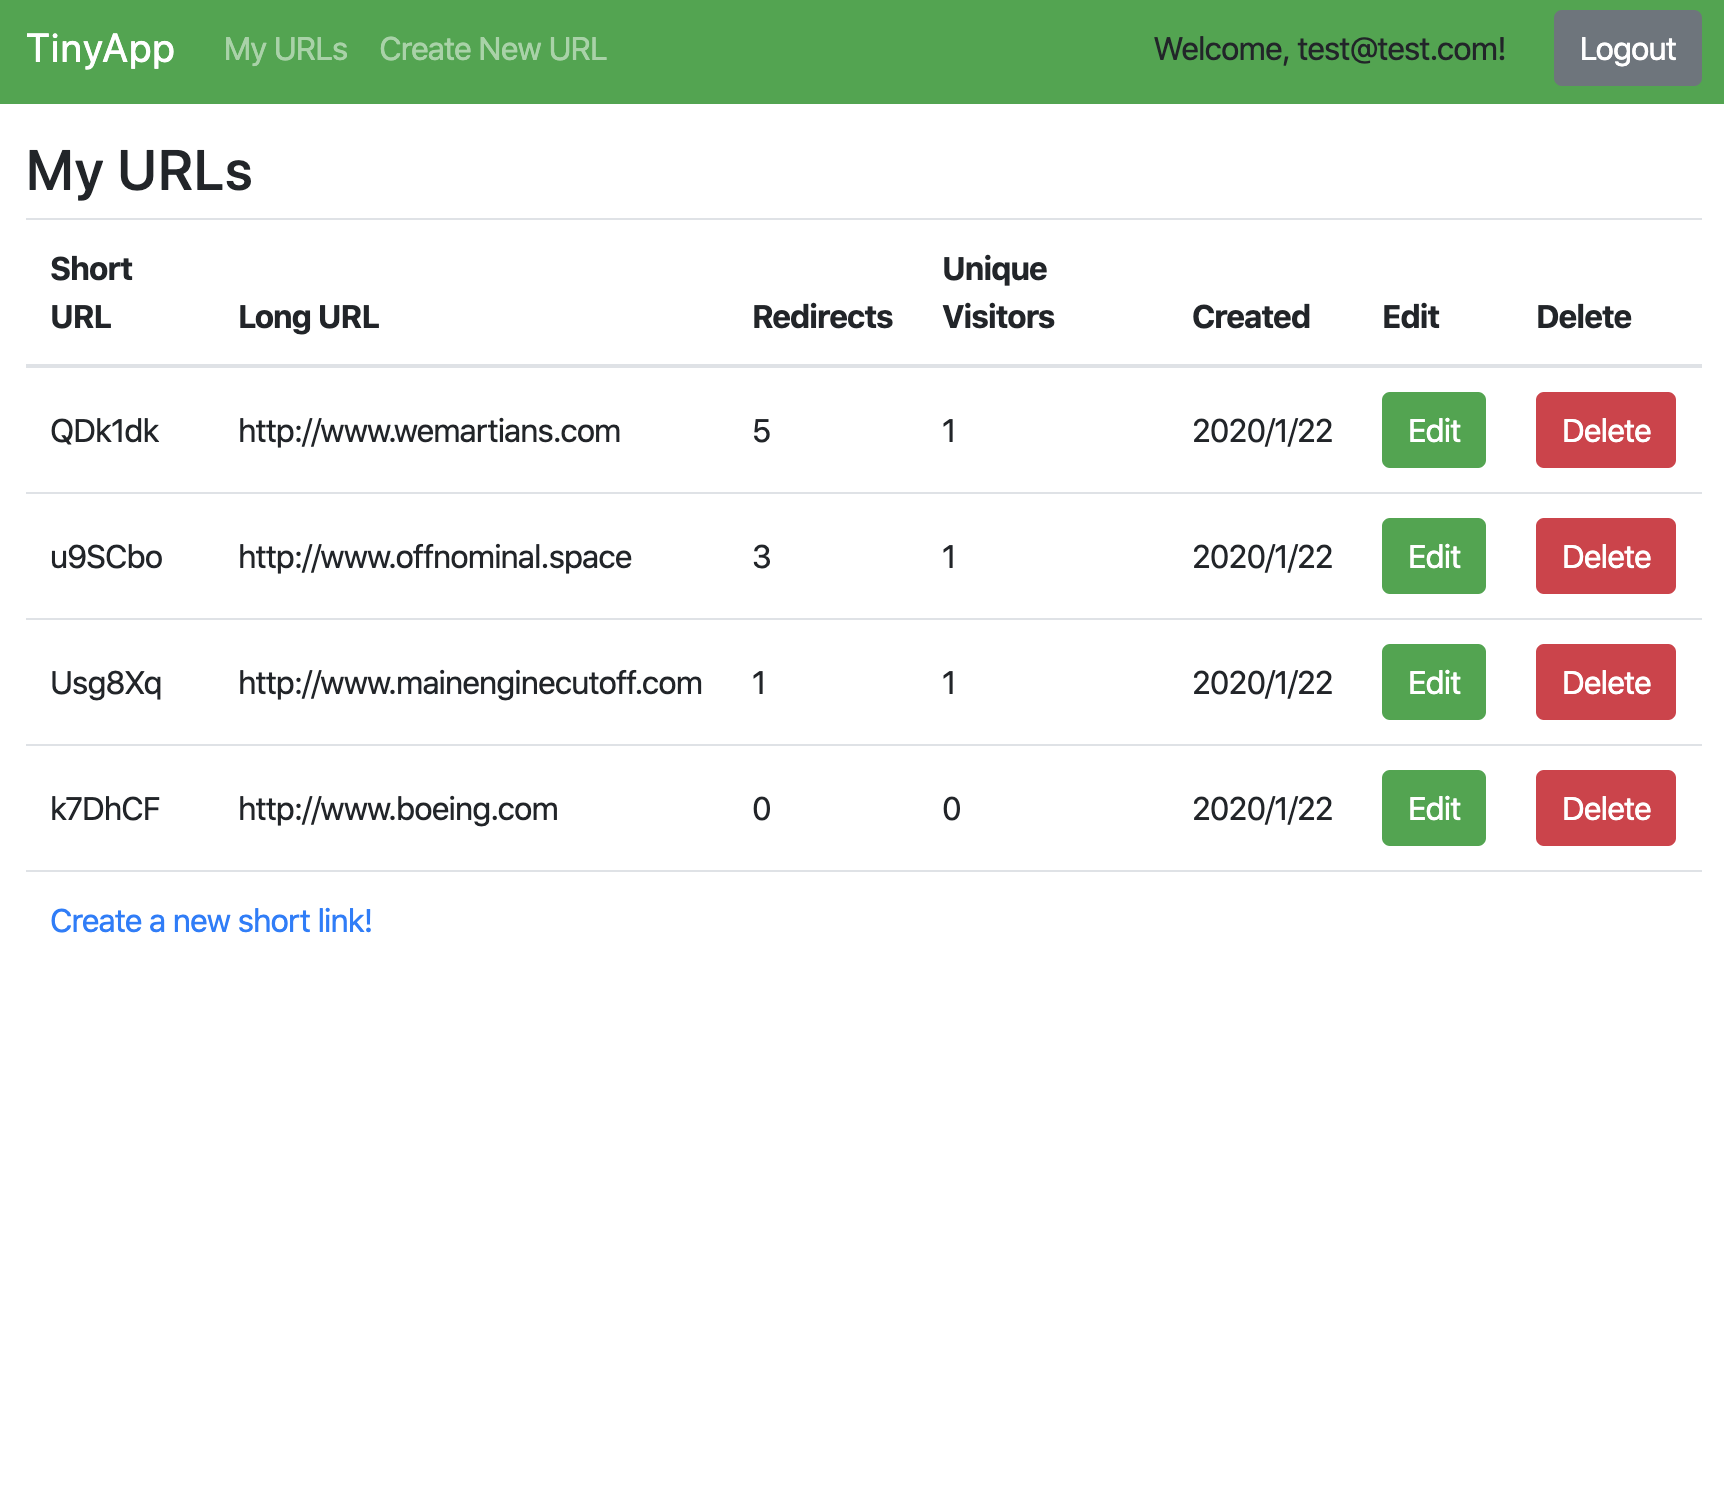 TinyApp My URLs Create New URL Welcome, test@test.com! Logout
My URLs
Short URL Long URL Redirects Unique Visitors Created Edit Delete
QDk1dk http://www.wemartians.com 5 1 2020/1/22 Edit Delete
u9SCbo http://www.offnominal.space 3 1 2020/1/22 Edit Delete
Usg8Xq http://www.mainenginecutoff.com 1 1 2020/1/22 Edit Delete
k7DhCF http://www.boeing.com 0 0 2020/1/22 Edit Delete
Create a new short link!